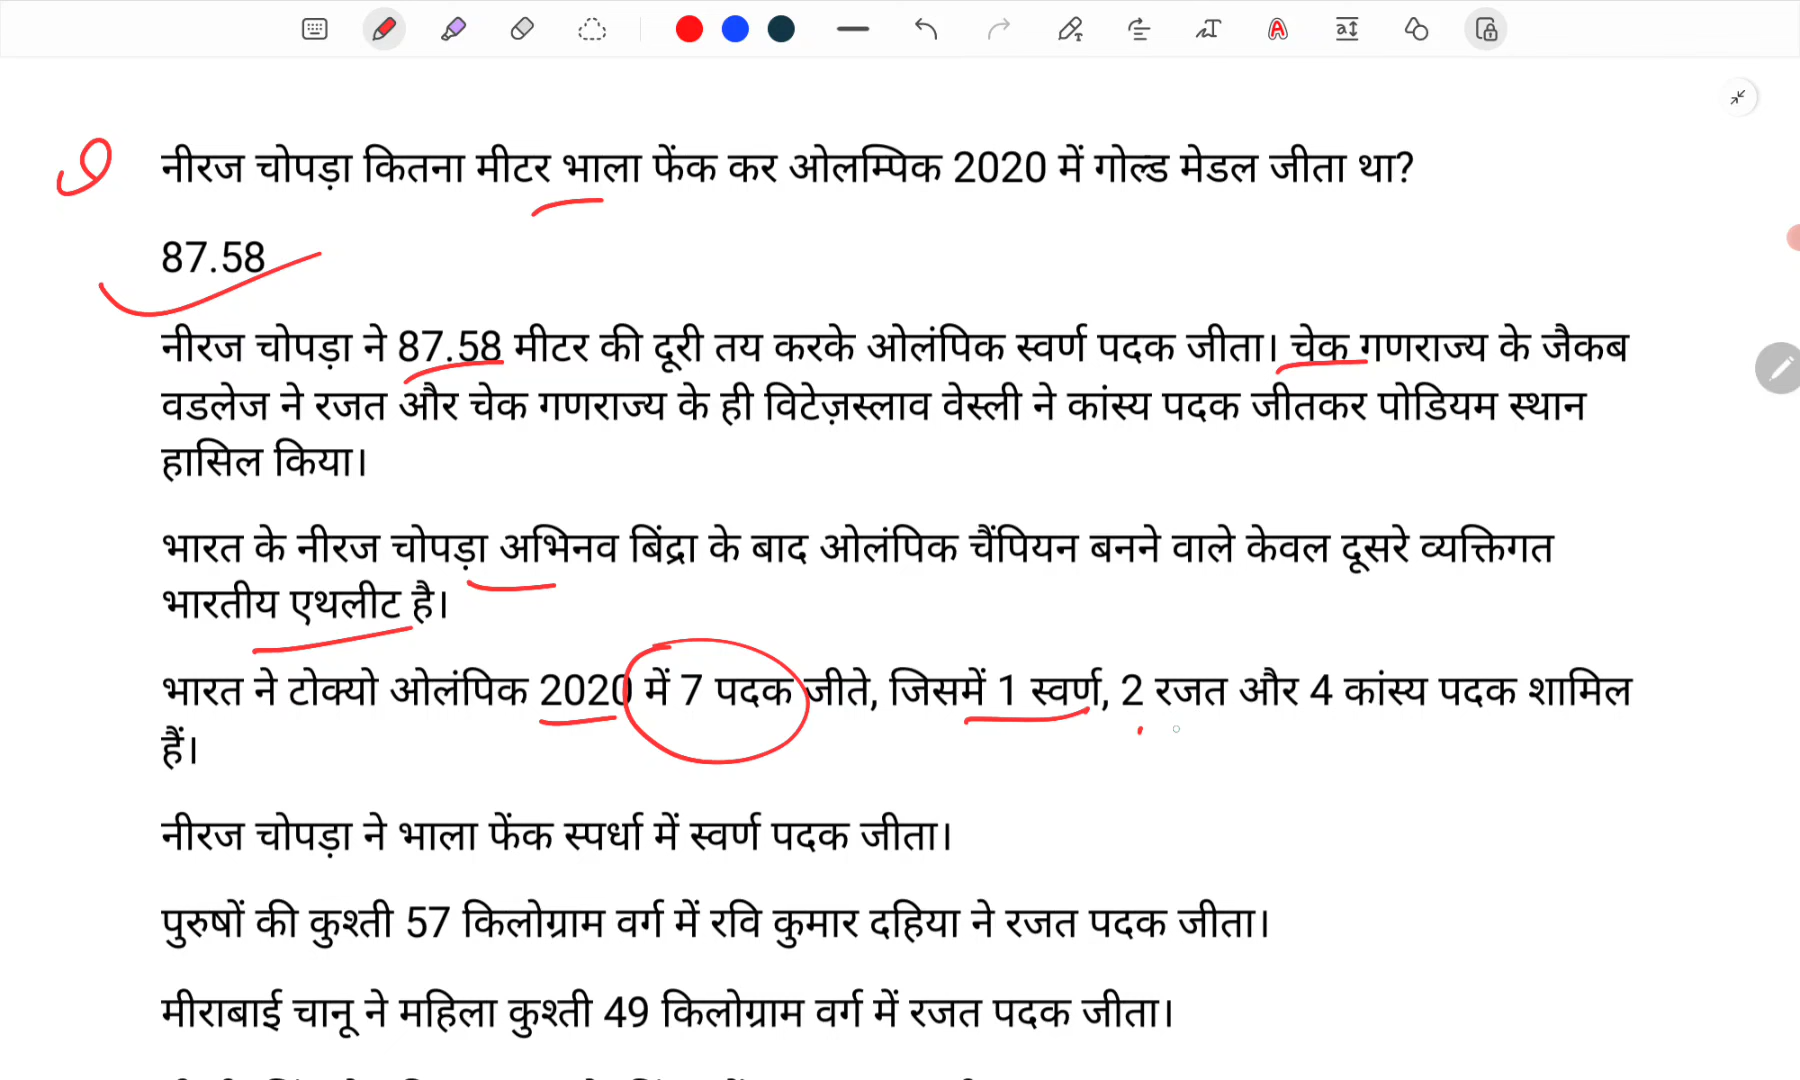 नीरज चोपड़ा कितना मीटर भाला फेंक कर ओलम्पिक 2020 में गोल्ड मेडल जीता था?
87.58
नीरज चोपड़ा ने 87.58 मीटर की दूरी तय करके ओलंपिक स्वर्ण पदक जीता। चेक गणराज्य के जैकब
वडलेज ने रजत और चेक गणराज्य के ही विटेज़स्लाव वेस्ली ने कांस्य पदक जीतकर पोडियम स्थान
हासिल किया।
भारत के नीरज चोपड़ा अभिनव बिंद्रा के बाद ओलंपिक चैंपियन बनने वाले केवल दूसरे व्यक्तिगत
भारतीय एथलीट है।
भारत ने टोक्यो ओलंपिक 2020 में 7 पदक जीते, जिसमें 1 स्वर्ण, 2 रजत और 4 कांस्य पदक शामिल
हैं।
नीरज चोपड़ा ने भाला फेंक स्पर्धा में स्वर्ण पदक जीता।
पुरुषों की कुश्ती 57 किलोग्राम वर्ग में रवि कुमार दहिया ने रजत पदक जीता।
मीराबाई चानू ने महिला कुश्ती 49 किलोग्राम वर्ग में रजत पदक जीता।